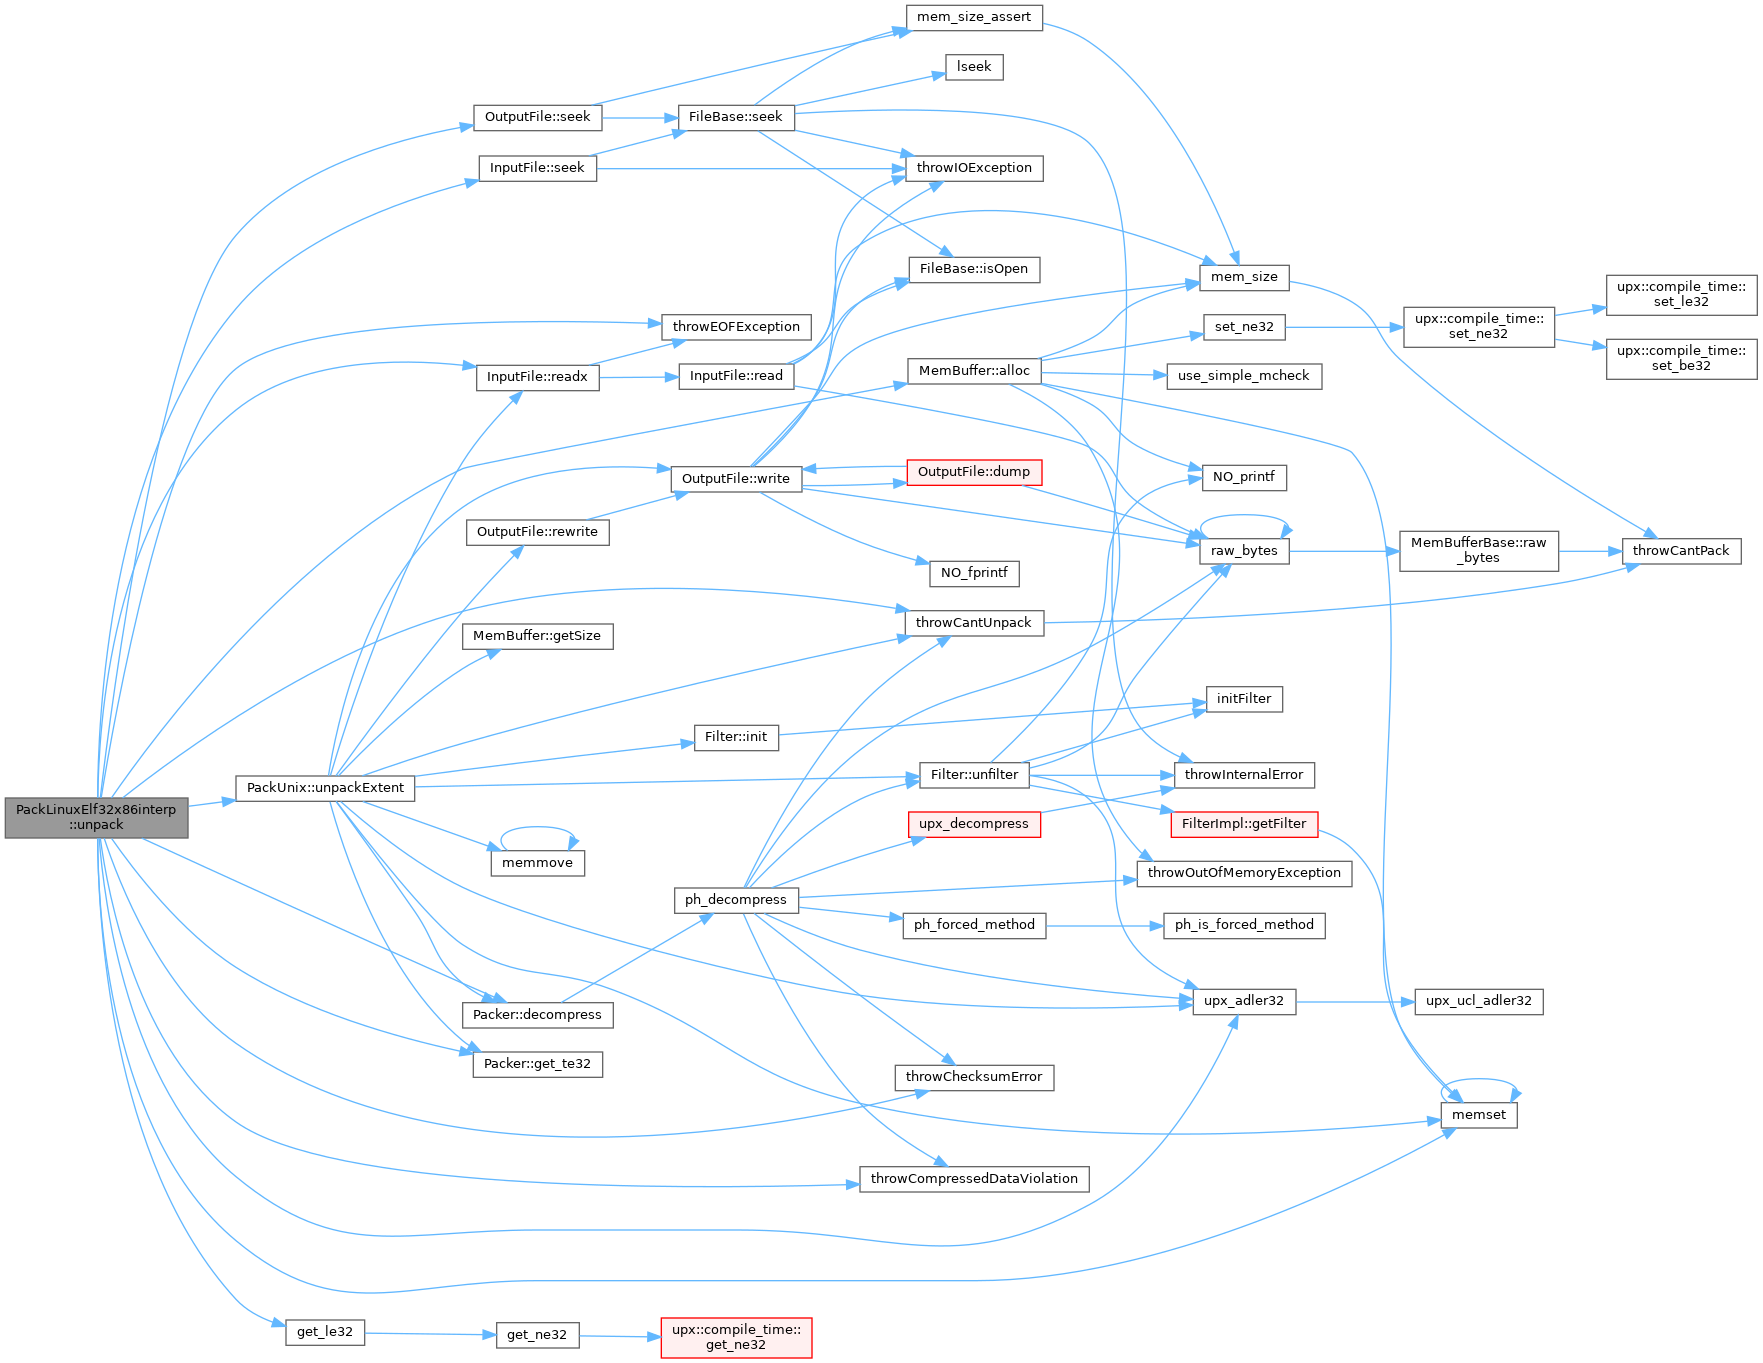 mem_size_assert
lseek
OutputFile::seek
FileBase::seek
InputFile::seek
throwIOException
FileBase::isOpen
mem_size
upx::compile_time::
set_le32
throwEOFException
set_ne32
upx::compile_time::
set_ne32
upx::compile_time::
set_be32
InputFile::readx
InputFile::read
MemBuffer::alloc
use_simple_mcheck
OutputFile::write
OutputFile::dump
NO_printf
OutputFile::rewrite
raw_bytes
MemBufferBase::raw
_bytes
throwCantPack
NO_fprintf
MemBuffer::getSize
throwCantUnpack
initFilter
Filter::init
PackUnix::unpackExtent
Filter::unfilter
throwInternalError
PackLinuxElf32x86interp
::unpack
upx_decompress
FilterImpl::getFilter
memmove
throwOutOfMemoryException
ph_decompress
ph_forced_method
ph_is_forced_method
Packer::decompress
upx_adler32
upx_ucl_adler32
Packer::get_te32
throwChecksumError
memset
throwCompressedDataViolation
get_le32
get_ne32
upx::compile_time::
get_ne32